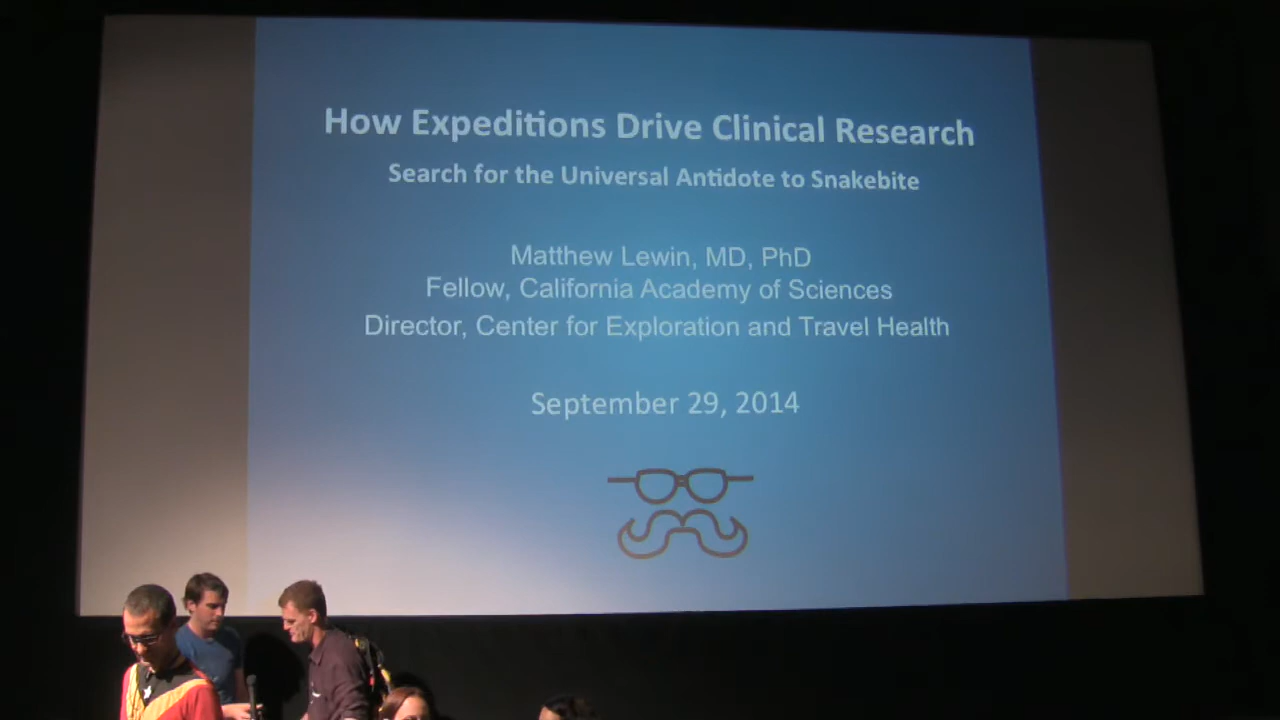 How Expeditions Drive Clinical Research
Search for the Universal Antidote to Snakebite
Matthew Lewin, MD, PhD
Fellow, California Academy of Sciences
Director, Center for Exploration and Travel Health
September 29, 2014